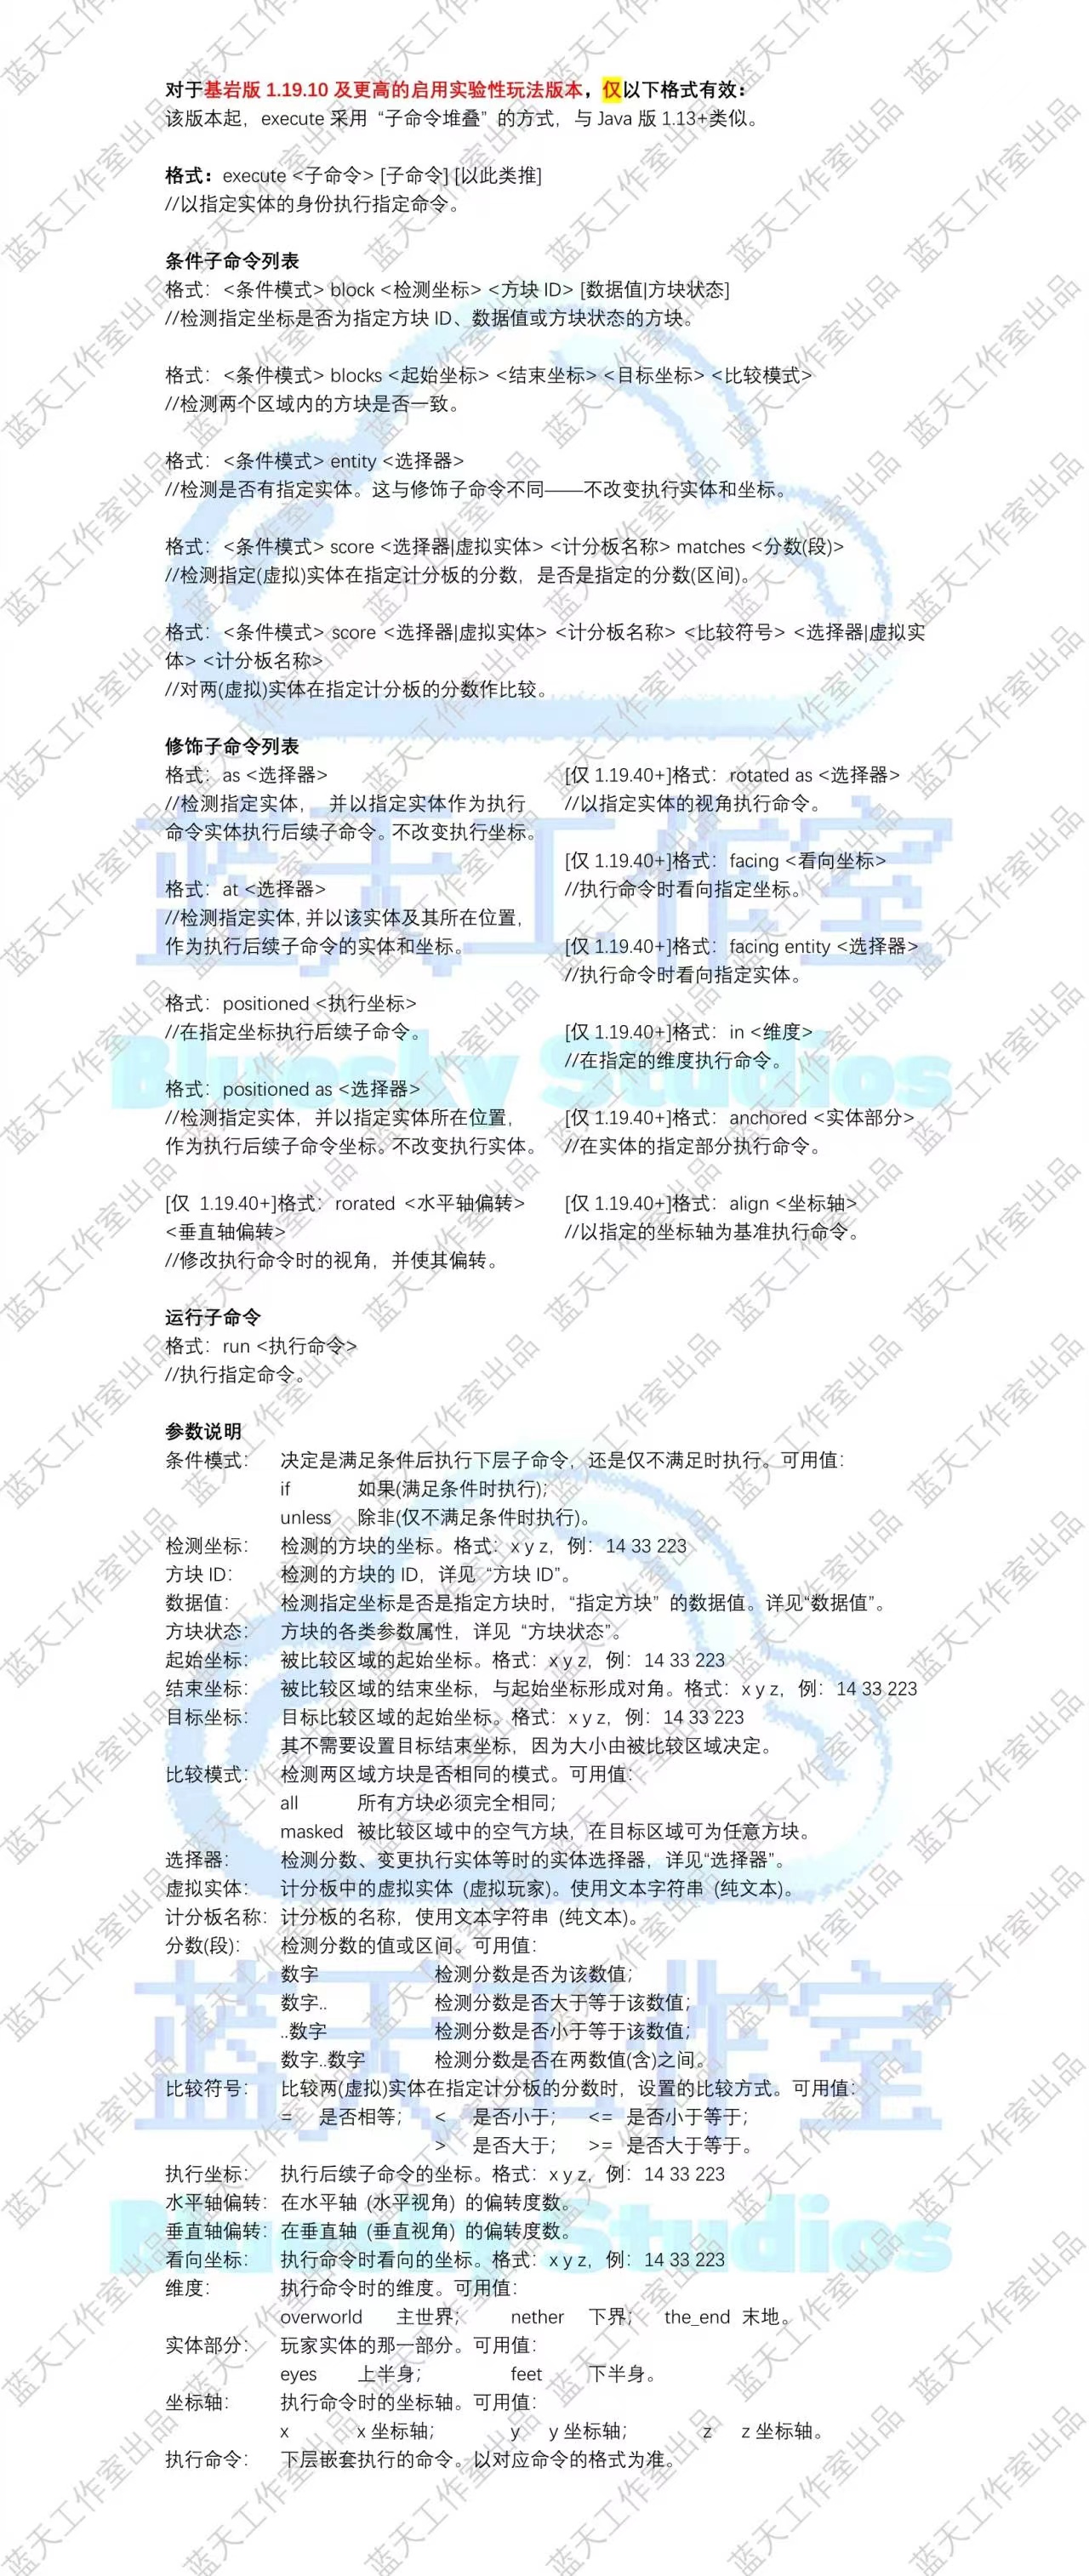 对于基岩版 1.19.10 及更高的启用实验性玩法版本，仅以下格式有效：
该版本起，execute 采用“子命令堆叠”的方式，与 Java 版 1.13+类似。
格式：execute <子命令> [子命令] [以此类推]
//以指定实体的身份执行指定命令。
条件子命令列表
格式：<条件模式> block <检测坐标> <方块 ID> [数据值|方块状态]
//检测指定坐标是否为指定方块 ID、数据值或方块状态的方块。
格式：<条件模式> blocks <起始坐标> <结束坐标> <目标坐标> <比较模式>
//检测两个区域内的方块是否一致。
格式：<条件模式> entity <选择器>
//检测是否有指定实体。这与修饰子命令不同——不改变执行实体和坐标。
格式：<条件模式> score <选择器|虚拟实体> <计分板名称> matches <分数(段)>
//检测指定(虚拟)实体在指定计分板的分数，是否是指定的分数(区间)。
格式：<条件模式> score <选择器|虚拟实体> <计分板名称> <比较符号> <选择器|虚拟实
体> <计分板名称>
//对两(虚拟)实体在指定计分板的分数作比较。
修饰子命令列表
格式：as <选择器>
//检测指定实体， 并以指定实体作为执行
命令实体执行后续子命令。不改变执行坐标。
格式：at <选择器>
//检测指定实体，并以该实体及其所在位置，
作为执行后续子命令的实体和坐标。
格式：positioned <执行坐标>
//在指定坐标执行后续子命令。
格式：positioned as <选择器>
//检测指定实体，并以指定实体所在位置，
作为执行后续子命令坐标。不改变执行实体。
[仅 1.19.40+]格式：rorated <水平轴偏转>
<垂直轴偏转>
//修改执行命令时的视角，并使其偏转。
[仅 1.19.40+]格式：rotated as <选择器>
//以指定实体的视角执行命令。
[仅 1.19.40+]格式：facing <看向坐标>
//执行命令时看向指定坐标。
[仅 1.19.40+]格式：facing entity <选择器>
//执行命令时看向指定实体。
[仅 1.19.40+]格式：in <维度>
//在指定的维度执行命令。
[仅 1.19.40+]格式：anchored <实体部分>
//在实体的指定部分执行命令。
[仅 1.19.40+]格式：align <坐标轴>
//以指定的坐标轴为基准执行命令。
运行子命令
格式：run <执行命令>
//执行指定命令。
参数说明
条件模式： 决定是满足条件后执行下层子命令，还是仅不满足时执行。可用值：
if 如果(满足条件时执行)；
unless 除非(仅不满足条件时执行)。
检测坐标： 检测的方块的坐标。格式：x y z，例：14 33 223
方块 ID： 检测的方块的 ID，详见“方块 ID”。
数据值： 检测指定坐标是否是指定方块时，“指定方块”的数据值。详见“数据值”。
方块状态： 方块的各类参数属性，详见“方块状态”。
起始坐标： 被比较区域的起始坐标。格式：x y z，例：14 33 223
结束坐标： 被比较区域的结束坐标，与起始坐标形成对角。格式：x y z，例：14 33 223
目标坐标： 目标比较区域的起始坐标。格式：x y z，例：14 33 223
其不需要设置目标结束坐标，因为大小由被比较区域决定。
比较模式： 检测两区域方块是否相同的模式。可用值：
all 所有方块必须完全相同；
masked 被比较区域中的空气方块，在目标区域可为任意方块。
选择器： 检测分数、变更执行实体等时的实体选择器，详见“选择器”。
虚拟实体： 计分板中的虚拟实体 (虚拟玩家)。使用文本字符串 (纯文本)。
计分板名称：计分板的名称，使用文本字符串 (纯文本)。
分数(段)： 检测分数的值或区间。可用值：
数字 检测分数是否为该数值；
数字.. 检测分数是否大于等于该数值；
..数字 检测分数是否小于等于该数值；
数字..数字 检测分数是否在两数值(含)之间。
比较符号： 比较两(虚拟)实体在指定计分板的分数时，设置的比较方式。可用值：
= 是否相等； < 是否小于； <= 是否小于等于；
> 是否大于； >= 是否大于等于。
执行坐标： 执行后续子命令的坐标。格式：x y z，例：14 33 223
水平轴偏转：在水平轴 (水平视角) 的偏转度数。
垂直轴偏转：在垂直轴 (垂直视角) 的偏转度数。
看向坐标： 执行命令时看向的坐标。格式：x y z，例：14 33 223
维度： 执行命令时的维度。可用值：
overworld 主世界； nether 下界； the_end 末地。
实体部分： 玩家实体的那一部分。可用值：
eyes 上半身； feet 下半身。
坐标轴： 执行命令时的坐标轴。可用值：
x x 坐标轴； y y 坐标轴； z z 坐标轴。
执行命令： 下层嵌套执行的命令。以对应命令的格式为准。
蓝天工作室
Bluesky Studios
蓝天工作室
Bluesky Studios
蓝天工作室出品